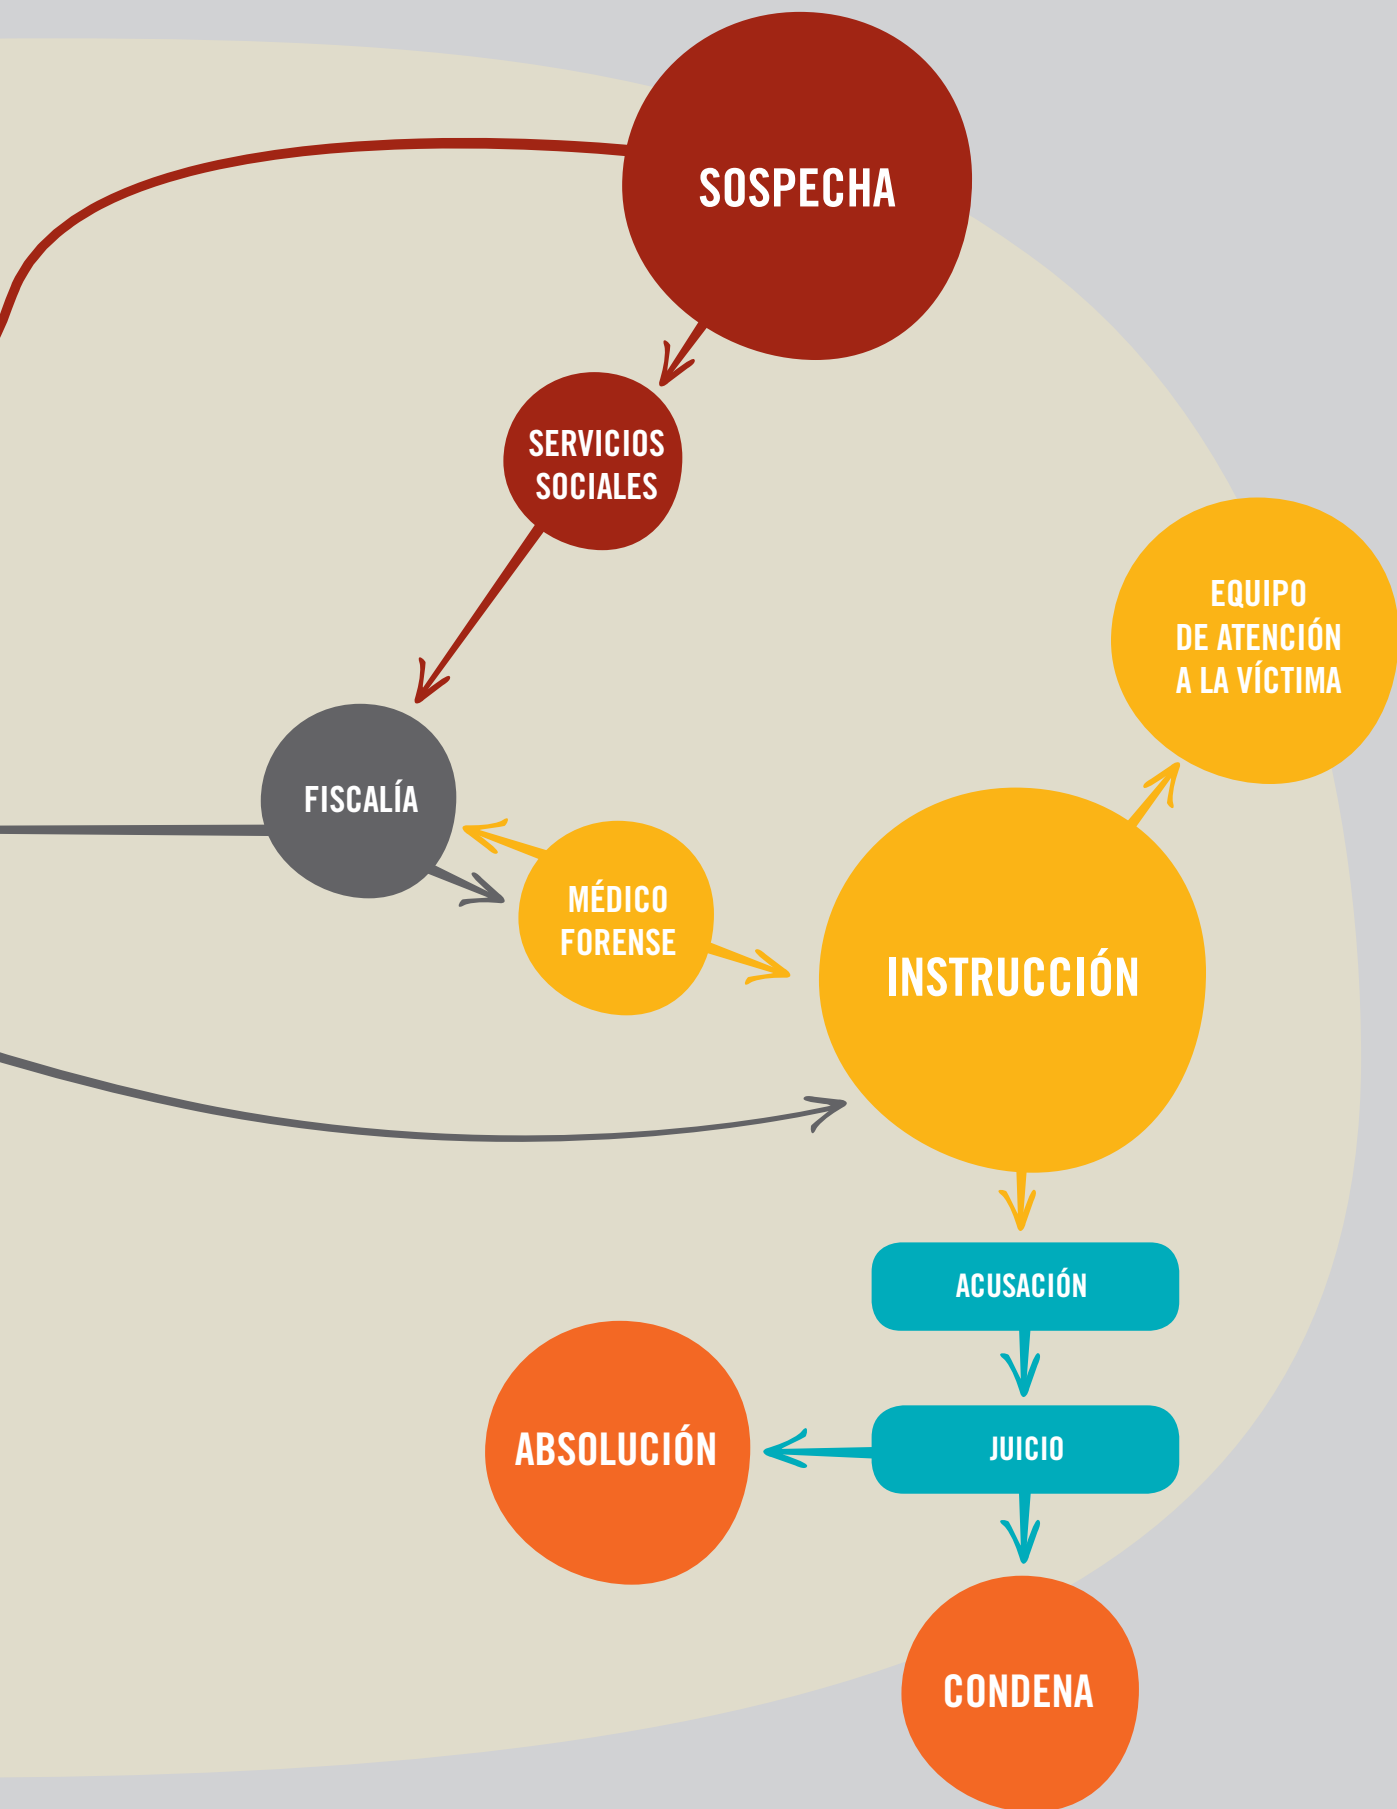 SOSPECHA
SERVICIOS
SOCIALES
EQUIPO
DE ATENCIÓN
A LA VÍCTIMA
FISCALÍA
MÉDICO
FORENSE
INSTRUCCIÓN
ACUSACIÓN
ABSOLUCIÓN
JUICIO
CONDENA